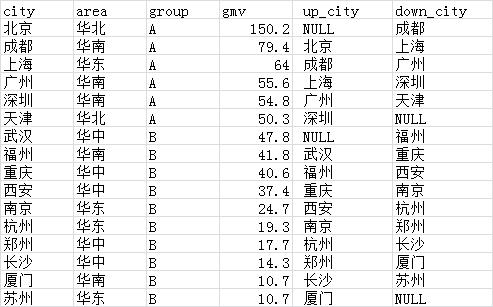 city area group gmv up_city down_city
北京 华北 A 150.2 NULL 成都
成都 华南 A 79.4 北京 上海
上海 华东 A 64 成都 广州
广州 华南 A 55.6 上海 深圳
深圳 华南 A 54.8 广州 天津
天津 华北 A 50.3 深圳 NULL
武汉 华中 B 47.8 NULL 福州
福州 华南 B 41.8 武汉 重庆
重庆 华中 B 40.6 福州 西安
西安 华中 B 37.4 重庆 南京
南京 华东 B 24.7 西安 杭州
杭州 华东 B 19.3 南京 郑州
郑州 华中 B 17.7 杭州 长沙
长沙 华中 B 14.3 郑州 厦门
厦门 华南 B 10.7 长沙 苏州
苏州 华东 B 10.7 厦门 NULL